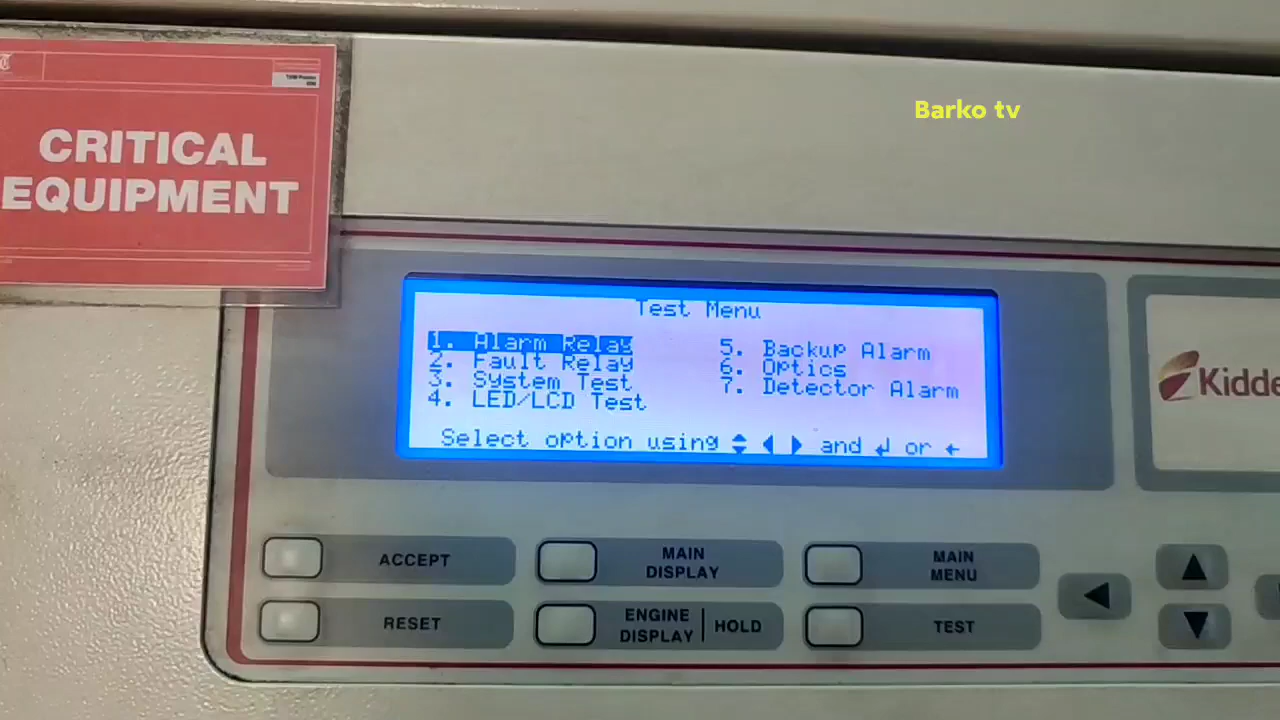 Barko tv
CRITICAL
EQUIPMENT
Test Menu
1. Alarm Relay
2. Fault Relay
3. System Test
4. LED/LCD Test
5. Backup Alarm
6. Optics
7. Detector Alarm
Select option using and or
Kidde
ACCEPT
MAIN
DISPLAY
MAIN
MENU
RESET
ENGINE
DISPLAY
HOLD
TEST